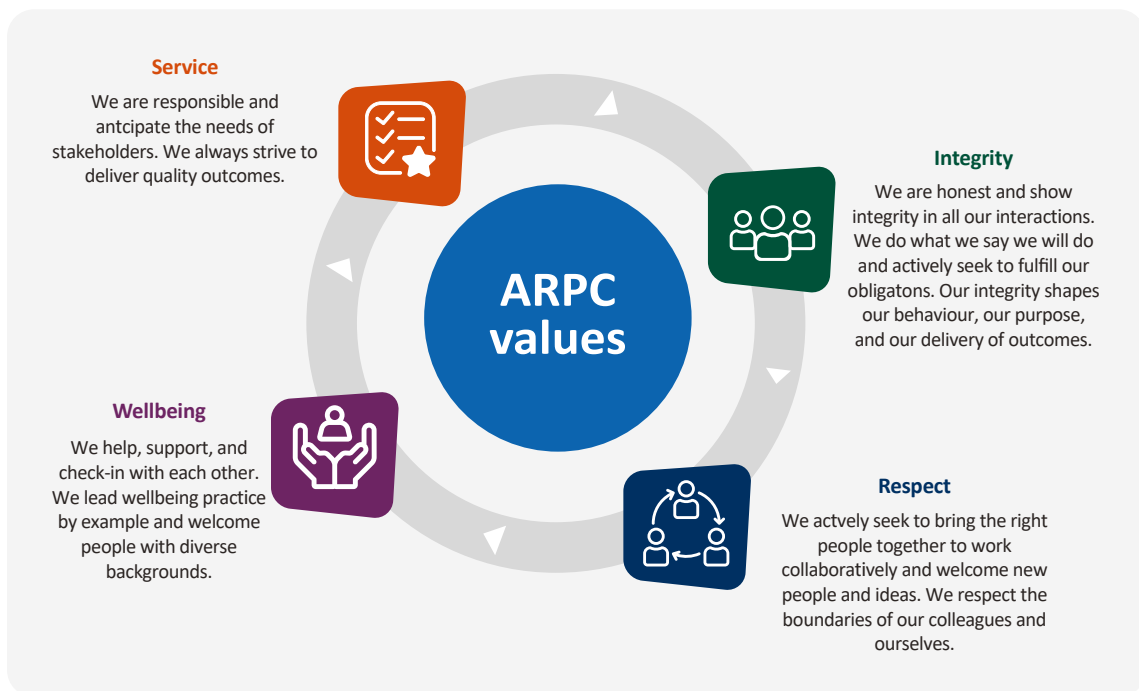 Service
We are responsible and
antcipate the needs of
stakeholders. We always strive to
deliver quality outcomes.
Integrity
We are honest and show
integrity in all our interactions.
We do what we say we will do
and actively seek to fulfill our
obligatons. Our integrity shapes
our behaviour, our purpose,
and our delivery of outcomes.
ARPC
values
Wellbeing
We help, support, and
check-in with each other.
We lead wellbeing practice
by example and welcome
people with diverse
backgrounds.
Respect
We actvely seek to bring the right
people together to work
collaboratively and welcome new
people and ideas. We respect the
boundaries of our colleagues and
ourselves.